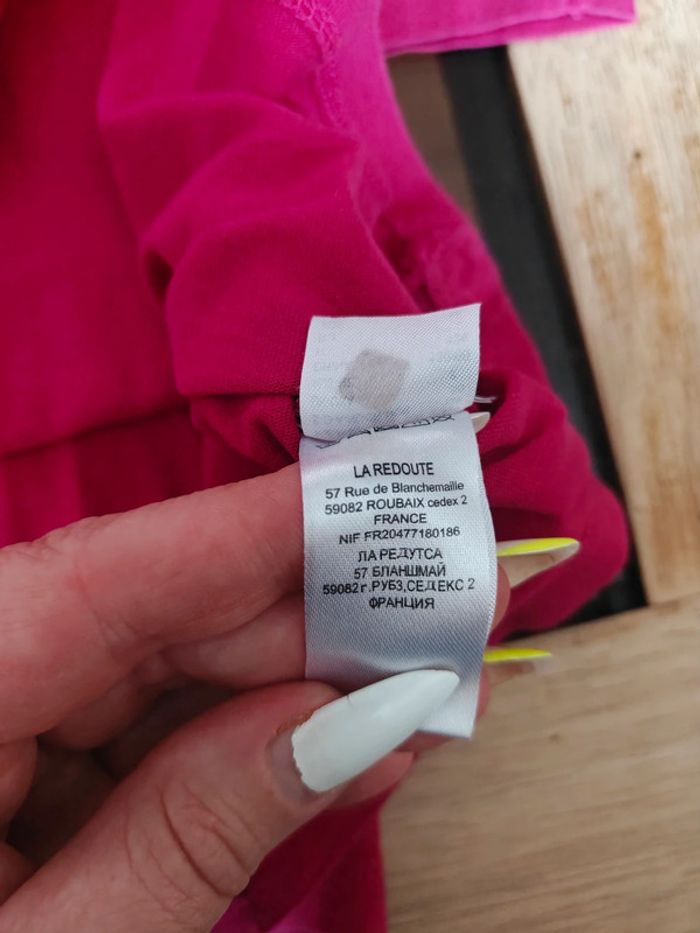 LA REDOUTE
57 Rue de Blanchemaille
59082 ROUBAIX cedex 2
FRANCE
NIF FR20477180186
ЛА РЕДУТСА
57 БЛАНШМАЙ
59082 г.РУБЗ,СЕДЕКС 2
ФРАНЦИЯ